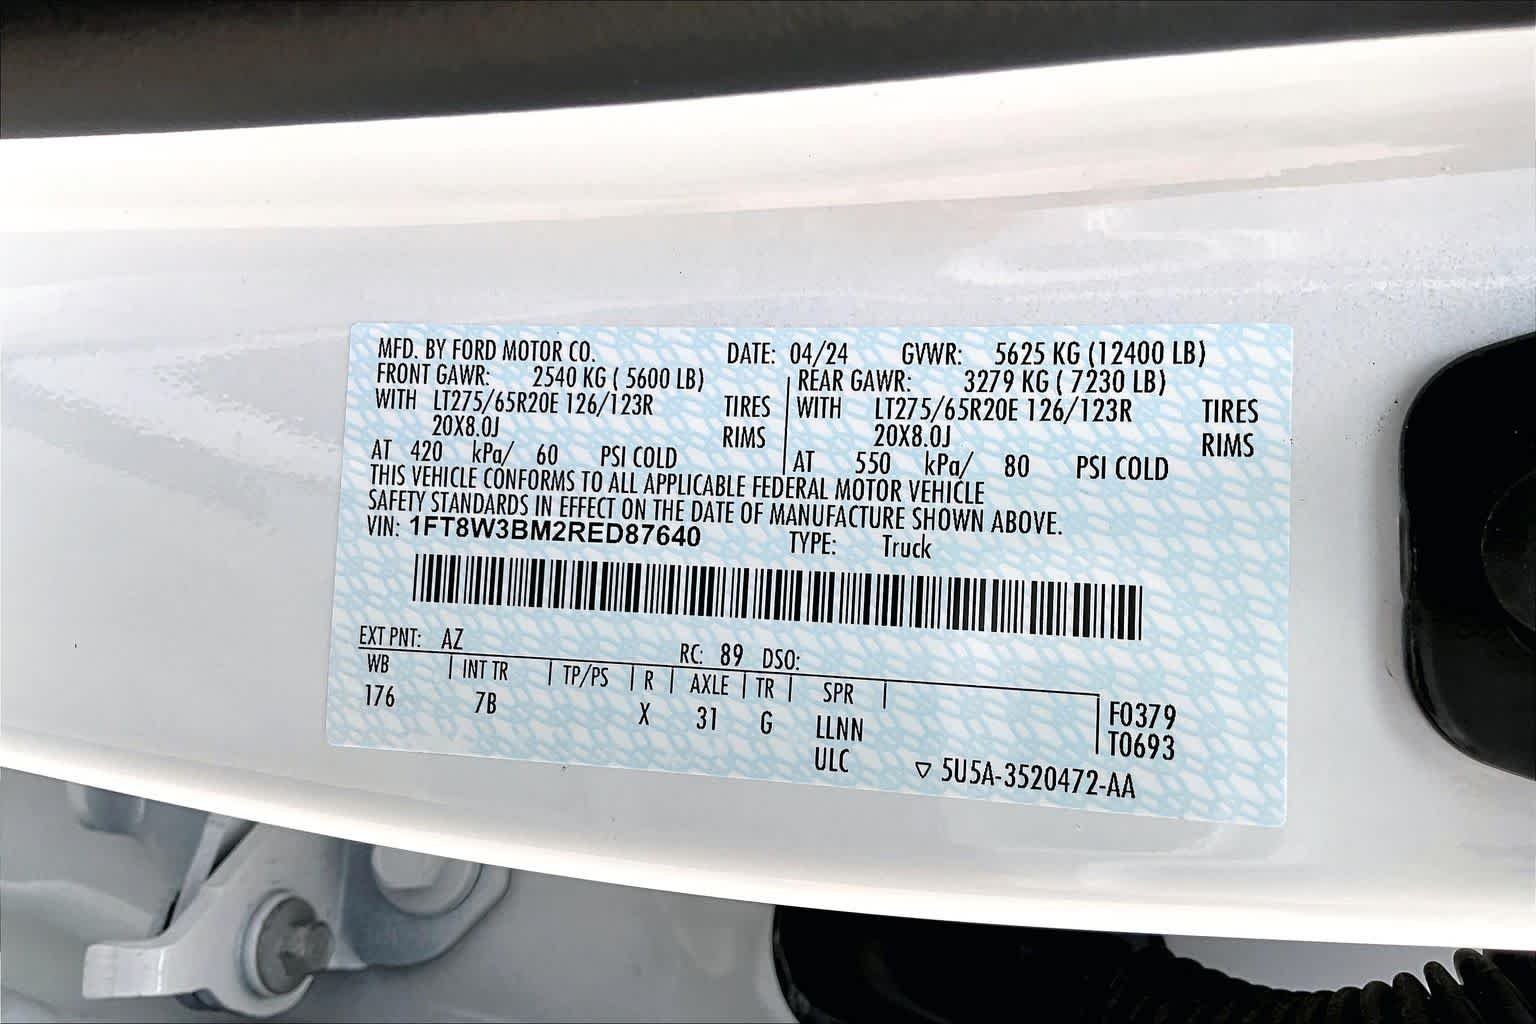 MFD. BY FORD MOTOR CO. DATE: 04/24 GVWR: 5625 KG (12400 LB)
FRONT GAWR: 2540 KG ( 5600 LB) REAR GAWR: 3279 KG ( 7230 LB)
WITH LT275/65R20E 126/123R TIRES WITH LT275/65R20E 126/123R TIRES
20X8.0J RIMS 20X8.0J RIMS
AT 420 kPa/ 60 PSI COLD AT 550 kPa/ 80 PSI COLD
THIS VEHICLE CONFORMS TO ALL APPLICABLE FEDERAL MOTOR VEHICLE
SAFETY STANDARDS IN EFFECT ON THE DATE OF MANUFACTURE SHOWN ABOVE.
VIN: 1FT8W3BM2RED87640 TYPE: Truck
EXT PNT: AZ RC: 89 DSO:
WB INT TR TP/PS R AXLE TR SPR
176 7B X 31 G LLNN F0379
ULC T0693
▽ 5U5A-3520472-AA